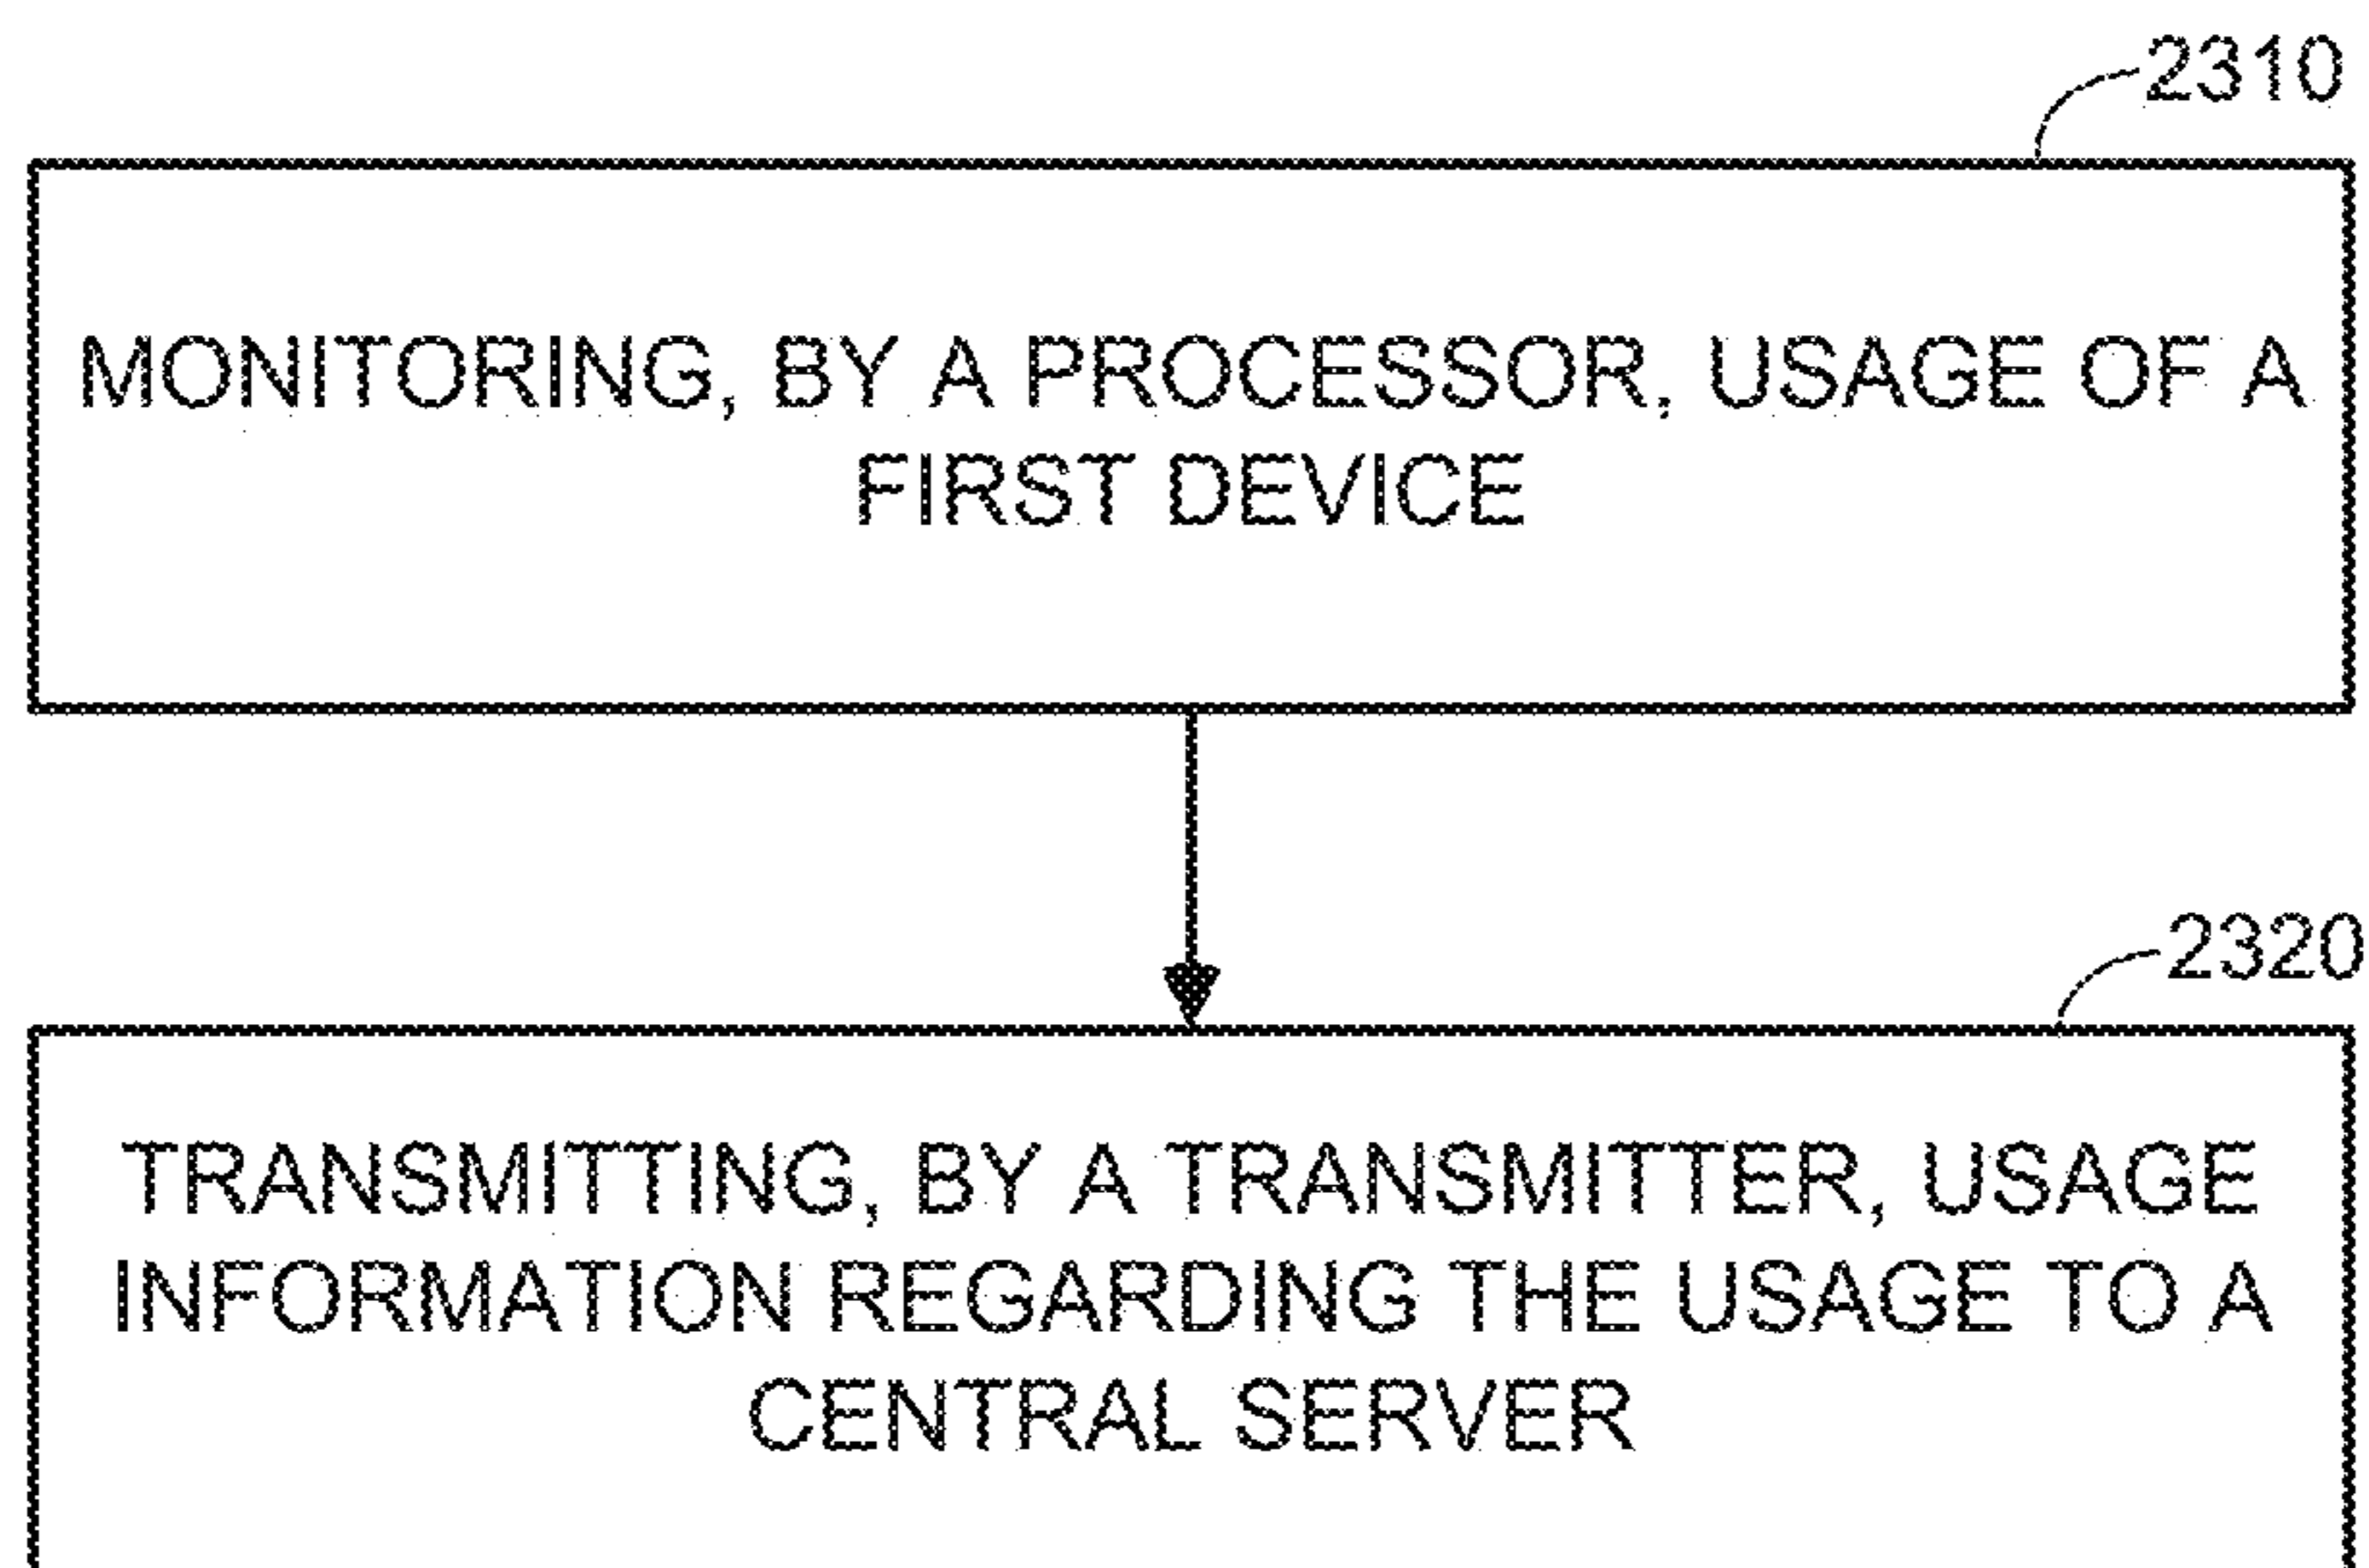 2310
MONITORING, BY A PROCESSOR, USAGE OF A
FIRST DEVICE
2320
TRANSMITTING, BY A TRANSMITTER, USAGE
INFORMATION REGARDING THE USAGE TO A
CENTRAL SERVER